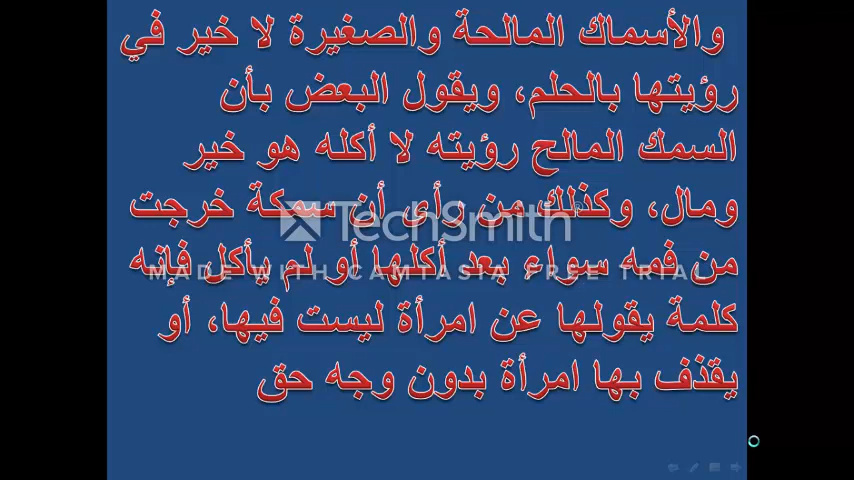 والأسماك المالحة والصغيرة لا خير في
رؤيتها بالحلم، ويقول البعض بأن
السمك المالح رؤيته لا أكله هو خير
ومال، وكذلك من رأى أن سمكة خرجت
TechSmith
من فمه سواء بعد أكلها أو لم يأكل فإنه
MADE WITH CAMTASIA FREE TRIAL
كلمة يقولها عن امرأة ليست فيها، أو
يقذف بها امرأة بدون وجه حق